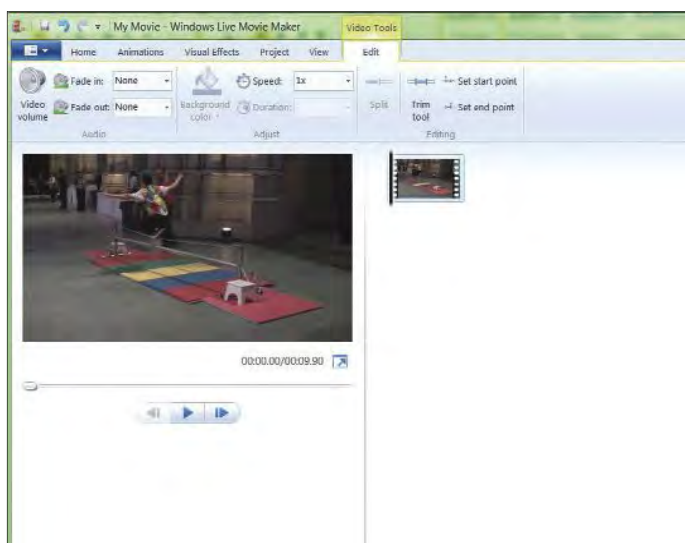 My Movie - Windows Live Movie Maker
Video Tools
Home Animations Visual Effects Project View Edit
Video volume
Fade in: None
Fade out: None
Audio
Background color
Speed: 1x
Duration:
Adjust
Split
Trim tool
Set start point
Set end point
Editing
00:00.00/00:09.90